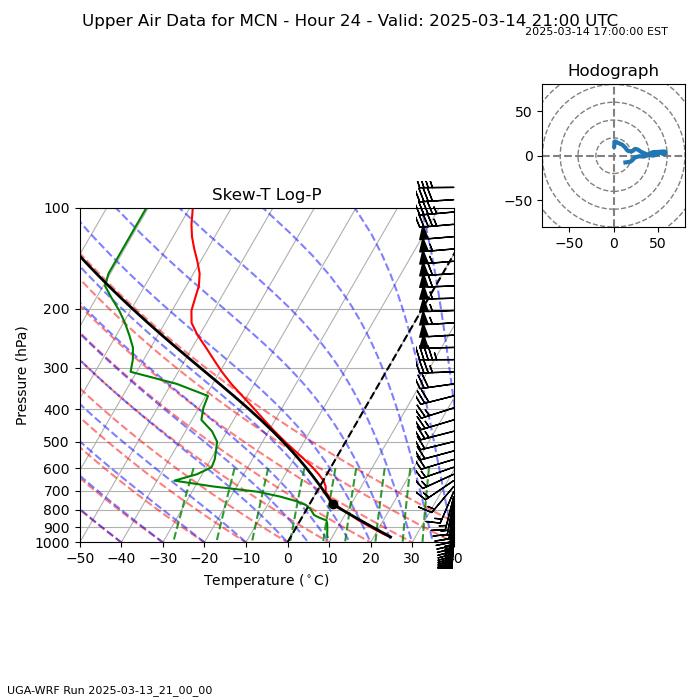 Upper Air Data for MCN - Hour 24 - Valid: 2025-03-14 21:00 UTC
2025-03-14 17:00:00 EST
Hodograph
50
0
−50
−50 0 50
Skew-T Log-P
100
200
300
400
500
600
700
800
900
1000
Pressure (hPa)
−50 −40 −30 −20 −10 0 10 20 30
Temperature (°C)
UGA-WRF Run 2025-03-13_21_00_00